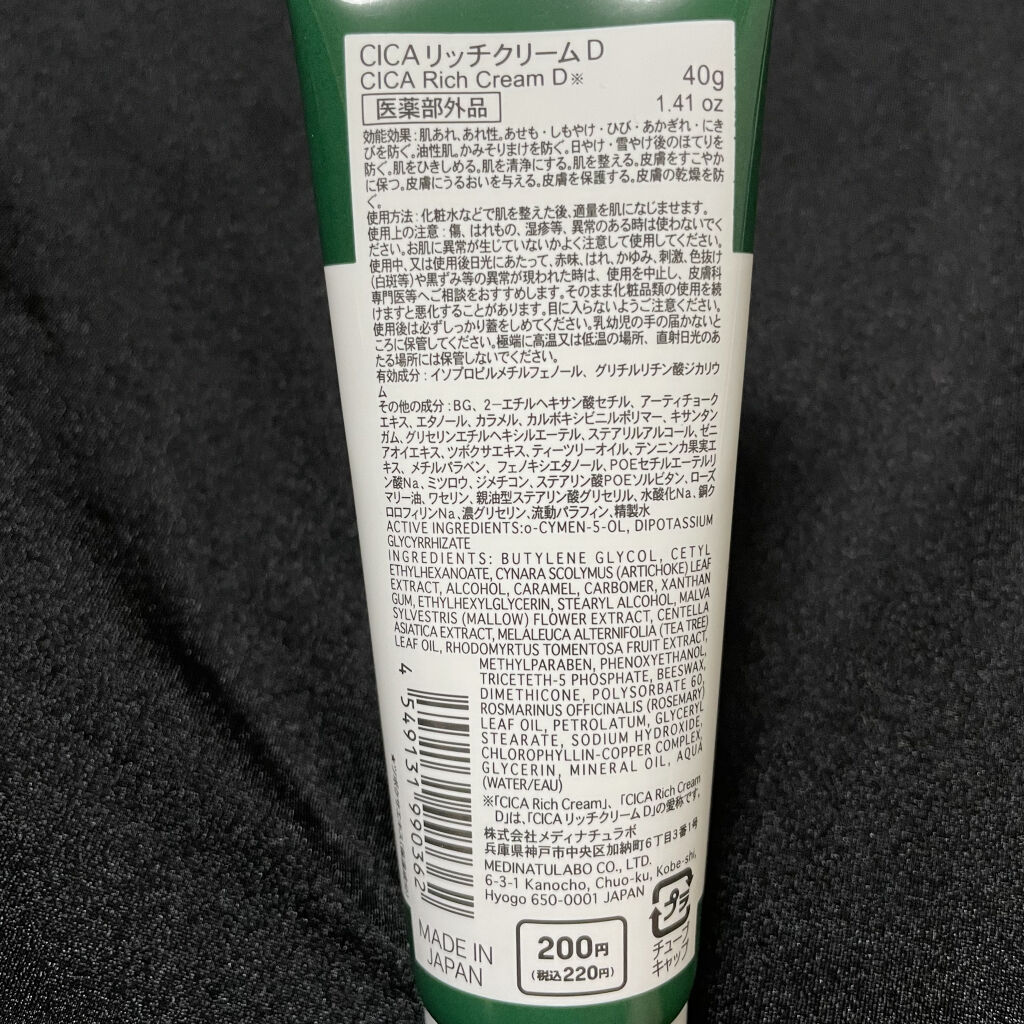 CICAリッチクリームD
CICA Rich Cream D※
40g
医薬部外品
1.41 oz
効能効果：肌あれ、あれ性。あせも・しもやけ・ひび・あかぎれ・にき
びを防ぐ。油性肌。かみそりまけを防ぐ。日やけ・雪やけ後のほてりを
防ぐ。肌をひきしめる。肌を清浄にする。肌を整える。皮膚をすこやか
に保つ。皮膚にうるおいを与える。皮膚を保護する。皮膚の乾燥を防
ぐ。
使用方法：化粧水などで肌を整えた後、適量を肌になじませます。
使用上の注意：傷、はれもの、湿疹等、異常のある時は使わないでく
ださい。お肌に異常が生じていないかよく注意して使用してください。
使用中、又は使用後日光にあたって、赤味、はれ、かゆみ、刺激、色抜け
(白斑等)や黒ずみ等の異常が現われた時は、使用を中止し、皮膚科
専門医等へご相談をおすすめします。そのまま化粧品類の使用を続
けますと悪化することがあります。目に入らないようご注意ください。
使用後は必ずしっかり蓋をしめてください。乳幼児の手の届かないと
ころに保管してください。極端に高温又は低温の場所、直射日光のあ
たる場所には保管しないでください。
有効成分：イソプロピルメチルフェノール、グリチルリチン酸ジカリウ
ム
その他の成分：BG、2－エチルヘキサン酸セチル、アーティチョーク
エキス、エタノール、カラメル、カルボキシビニルポリマー、キサンタン
ガム、グリセリンエチルヘキシルエーテル、ステアリルアルコール、ゼニ
アオイエキス、ツボクサエキス、ティーツリーオイル、テンニンカ果実エ
キス、メチルパラベン、フェノキシエタノール、POEセチルエーテルリ
ン酸Na、ミツロウ、ジメチコン、ステアリン酸POEソルビタン、ローズ
マリー油、ワセリン、親油型ステアリン酸グリセリル、水酸化Na、銅ク
ロロフィリンNa、濃グリセリン、流動パラフィン、精製水
ACTIVE INGREDIENTS:o-CYMEN-5-OL, DIPOTASSIUM
GLYCYRRHIZATE
INGREDIENTS: BUTYLENE GLYCOL, CETYL
ETHYLHEXANOATE, CYNARA SCOLYMUS (ARTICHOKE) LEAF
EXTRACT, ALCOHOL, CARAMEL, CARBOMER, XANTHAN
GUM, ETHYLHEXYLGLYCERIN, STEARYL ALCOHOL, MALVA
SYLVESTRIS (MALLOW) FLOWER EXTRACT, CENTELLA
ASIATICA EXTRACT, MELALEUCA ALTERNIFOLIA (TEA TREE)
LEAF OIL, RHODOMYRTUS TOMENTOSA FRUIT EXTRACT,
METHYLPARABEN, PHENOXYETHANOL,
TRICETETH-5 PHOSPHATE, BEESWAX,
DIMETHICONE, POLYSORBATE 60,
ROSMARINUS OFFICINALIS (ROSEMARY)
LEAF OIL, PETROLATUM, GLYCERYL
STEARATE, SODIUM HYDROXIDE,
CHLOROPHYLLIN-COPPER COMPLEX,
GLYCERIN, MINERAL OIL, AQUA
(WATER/EAU)
※「CICA Rich Cream」、「CICA Rich Cream
D」は、「CICA リッチクリームD」の愛称です。
株式会社メディナチュラボ
兵庫県神戸市中央区加納町6丁目3番1号
MEDINATULABO CO., LTD.
6-3-1 Kanocho, Chuo-ku, Kobe-shi,
Hyogo 650-0001 JAPAN
4 549131 990362
プラ
チューブ
キャップ
MADE IN
JAPAN
200円
(税込220円)